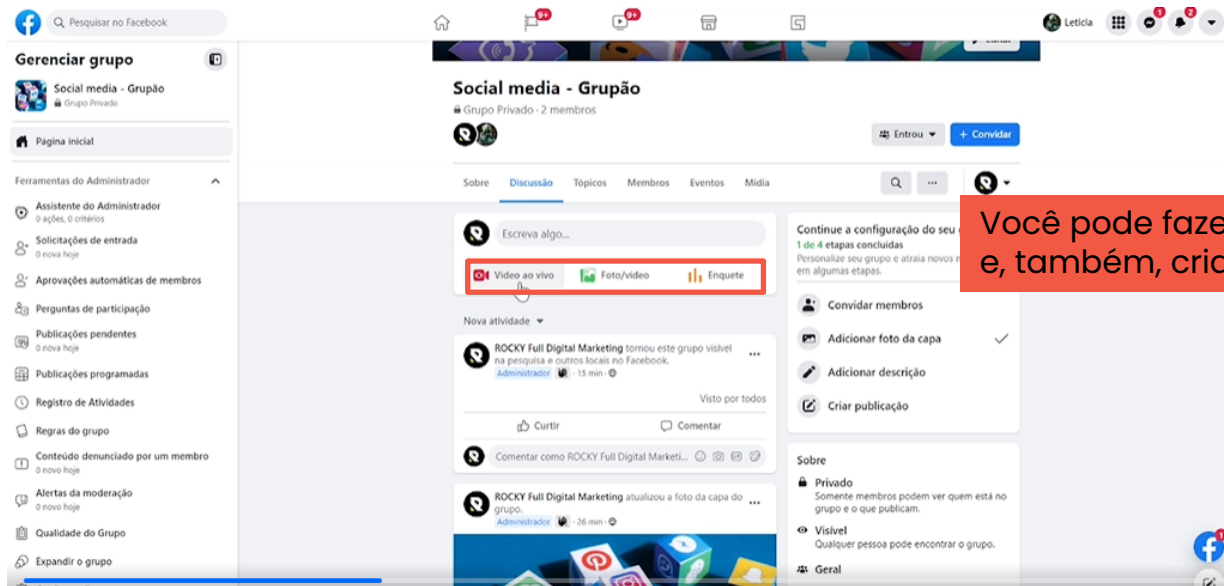 Pesquisar no Facebook
9+
9+
Leticia
1
2
Gerenciar grupo
Social media - Grupão
Grupo Privado
Página inicial
Ferramentas do Administrador
Assistente do Administrador
0 ações, 0 critérios
Solicitações de entrada
0 nova hoje
Aprovações automáticas de membros
Perguntas de participação
Publicações pendentes
0 nova hoje
Publicações programadas
Registro de Atividades
Regras do grupo
Conteúdo denunciado por um membro
0 novo hoje
Alertas da moderação
0 novo hoje
Qualidade do Grupo
Expandir o grupo
Social media - Grupão
Grupo Privado · 2 membros
Entrou
+ Convidar
Sobre
Discussão
Tópicos
Membros
Eventos
Mídia
Escreva algo...
Vídeo ao vivo
Foto/vídeo
Enquete
Nova atividade
ROCKY Full Digital Marketing tornou este grupo visível
na pesquisa e outros locais no Facebook.
Administrador · 15 min ·
Visto por todos
Curtir
Comentar
Comentar como ROCKY Full Digital Marketi...
ROCKY Full Digital Marketing atualizou a foto da capa do
grupo.
Administrador · 26 min ·
Continue a configuração do seu
1 de 4 etapas concluídas
Personalize seu grupo e atraia novos
em algumas etapas.
Você pode faze
e, também, cria
Convidar membros
Adicionar foto da capa
Adicionar descrição
Criar publicação
Sobre
Privado
Somente membros podem ver quem está no
grupo e o que publicam.
Visível
Qualquer pessoa pode encontrar o grupo.
Geral